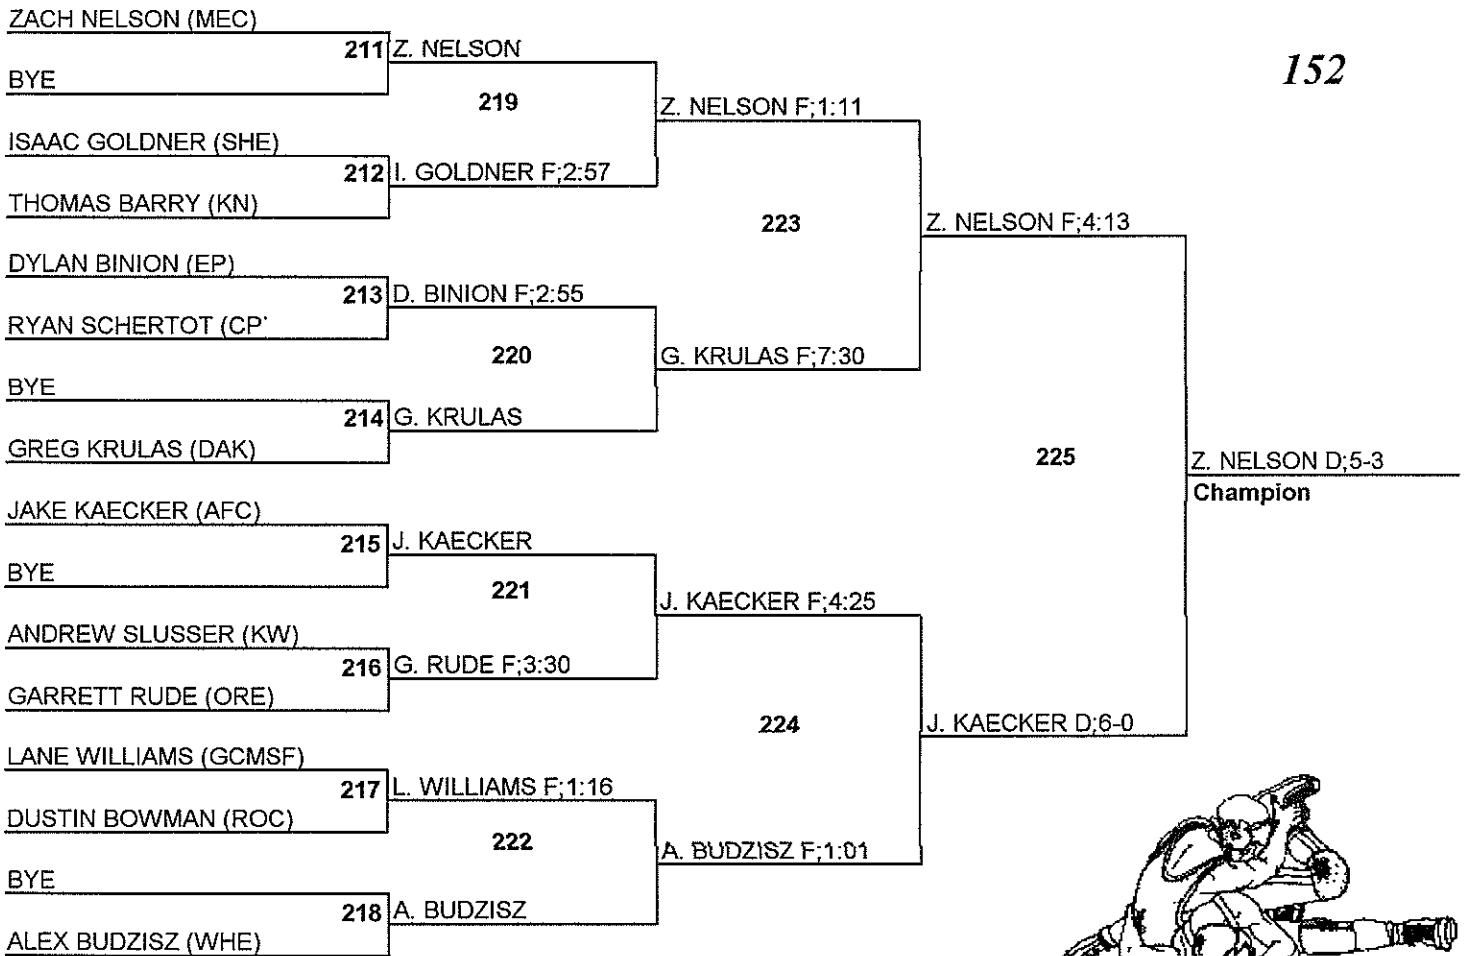 152
ZACH NELSON (MEC)
BYE
ISAAC GOLDNER (SHE)
THOMAS BARRY (KN)
DYLAN BINION (EP)
RYAN SCHERTOT (CP'
BYE
GREG KRULAS (DAK)
JAKE KAECKER (AFC)
BYE
ANDREW SLUSSER (KW)
GARRETT RUDE (ORE)
LANE WILLIAMS (GCMSF)
DUSTIN BOWMAN (ROC)
BYE
ALEX BUDZISZ (WHE)
211 Z. NELSON
212 I. GOLDNER F;2:57
213 D. BINION F;2:55
214 G. KRULAS
215 J. KAECKER
216 G. RUDE F;3:30
217 L. WILLIAMS F;1:16
218 A. BUDZISZ
219
Z. NELSON F;1:11
220
G. KRULAS F;7:30
221
J. KAECKER F;4:25
222
A. BUDZISZ F;1:01
223
Z. NELSON F;4:13
224
J. KAECKER D;6-0
225
Z. NELSON D;5-3
Champion